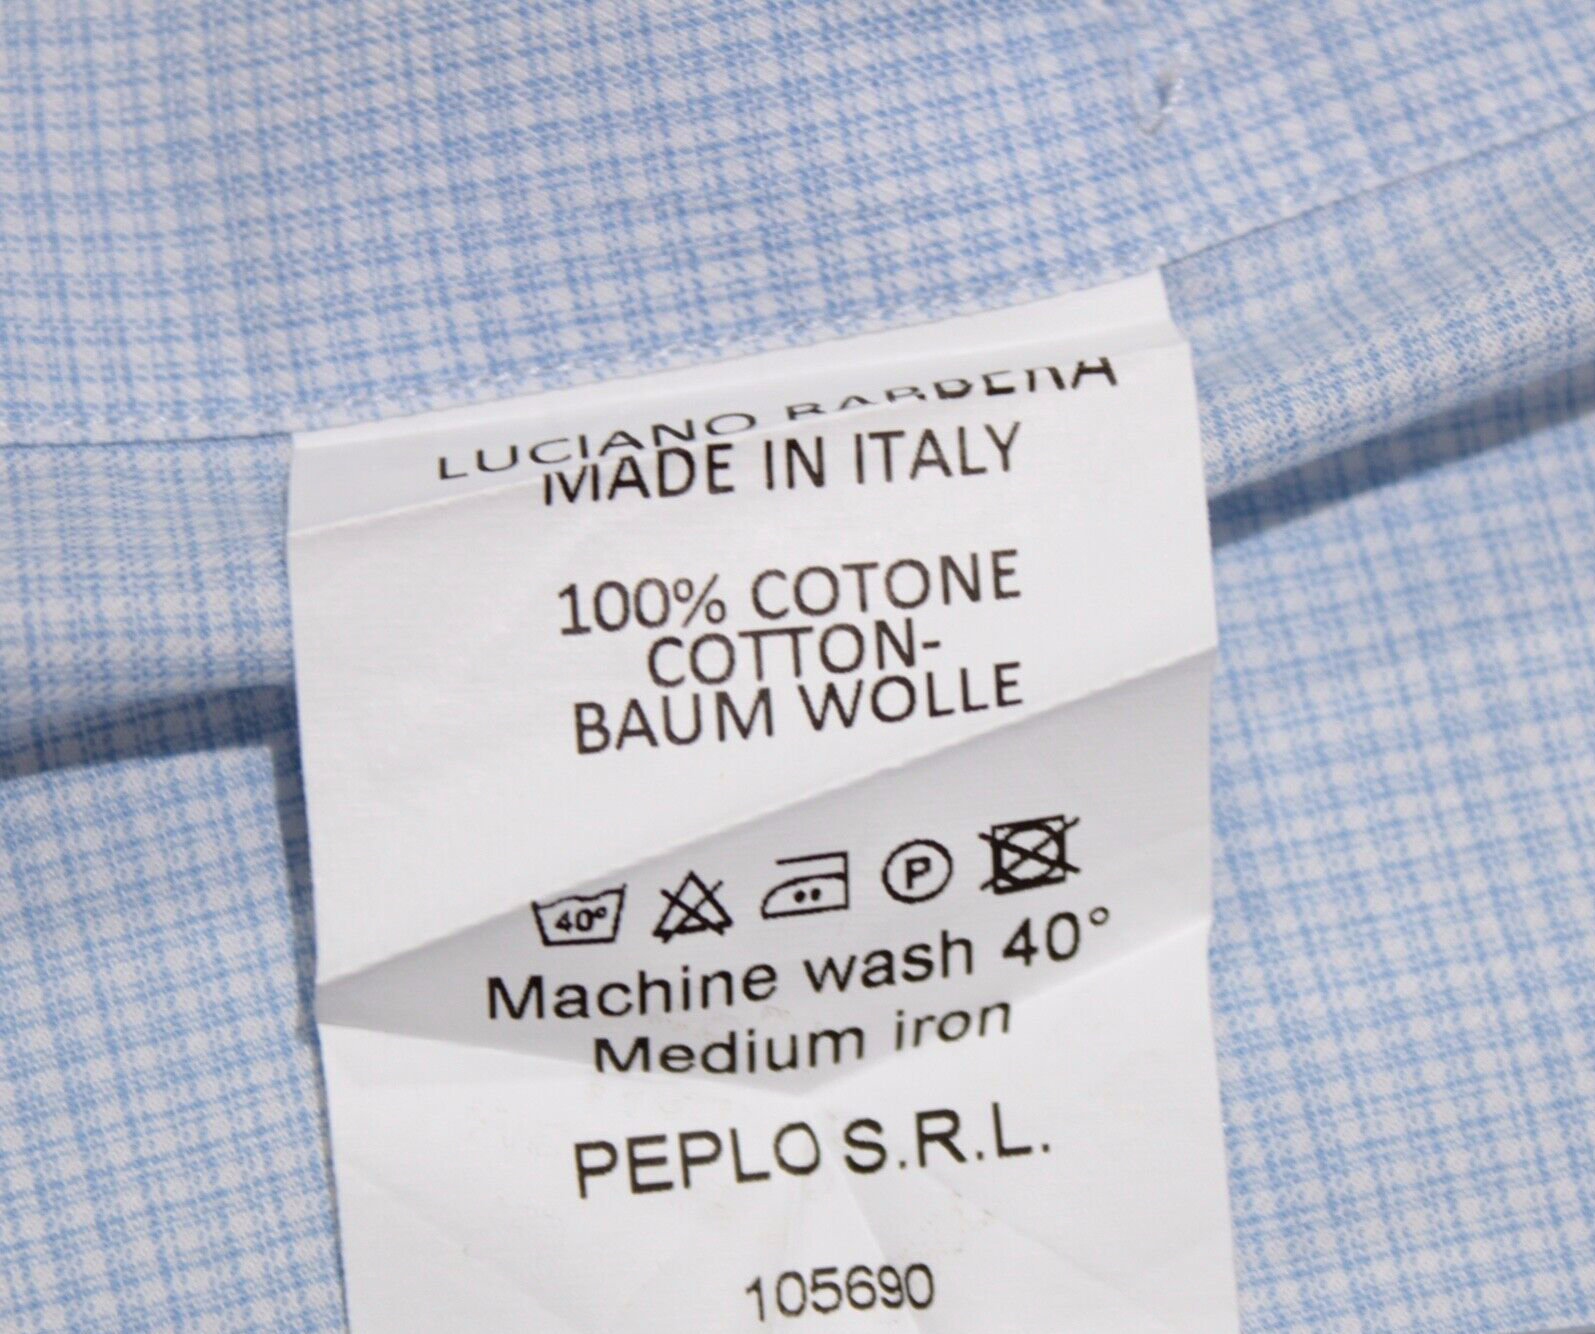 LUCIANO BARBERA
MADE IN ITALY
100% COTONE
COTTON-
BAUM WOLLE
40° P
Machine wash 40°
Medium iron
PEPLO S.R.L.
105690